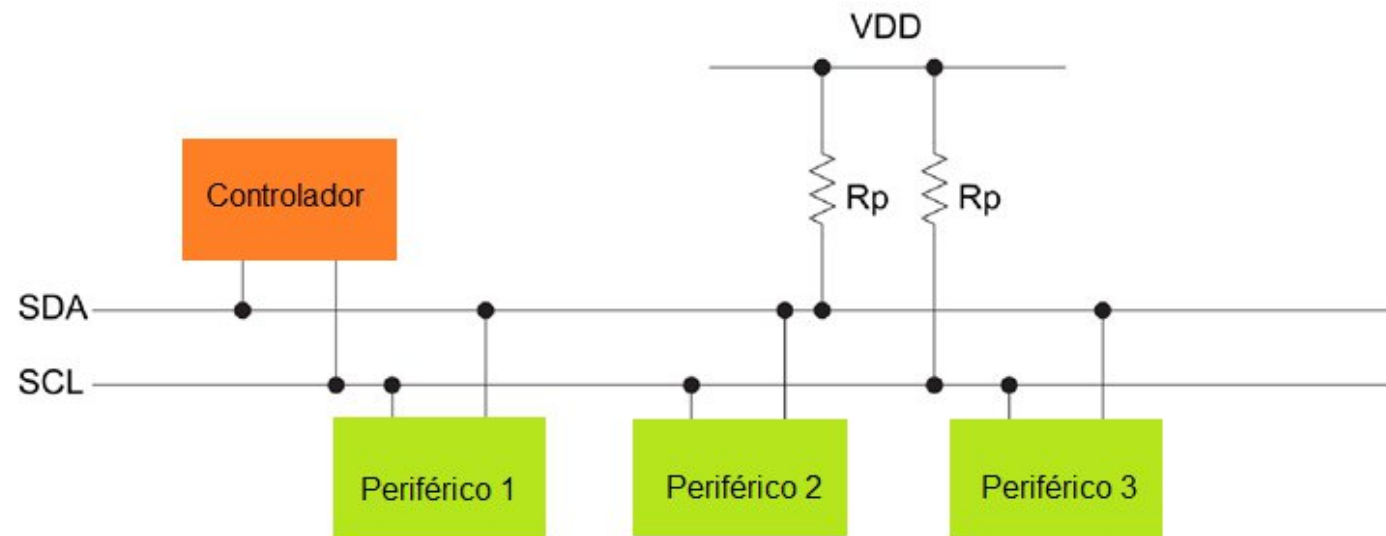 VDD
Controlador
Rp
Rp
SDA
SCL
Periférico 1
Periférico 2
Periférico 3